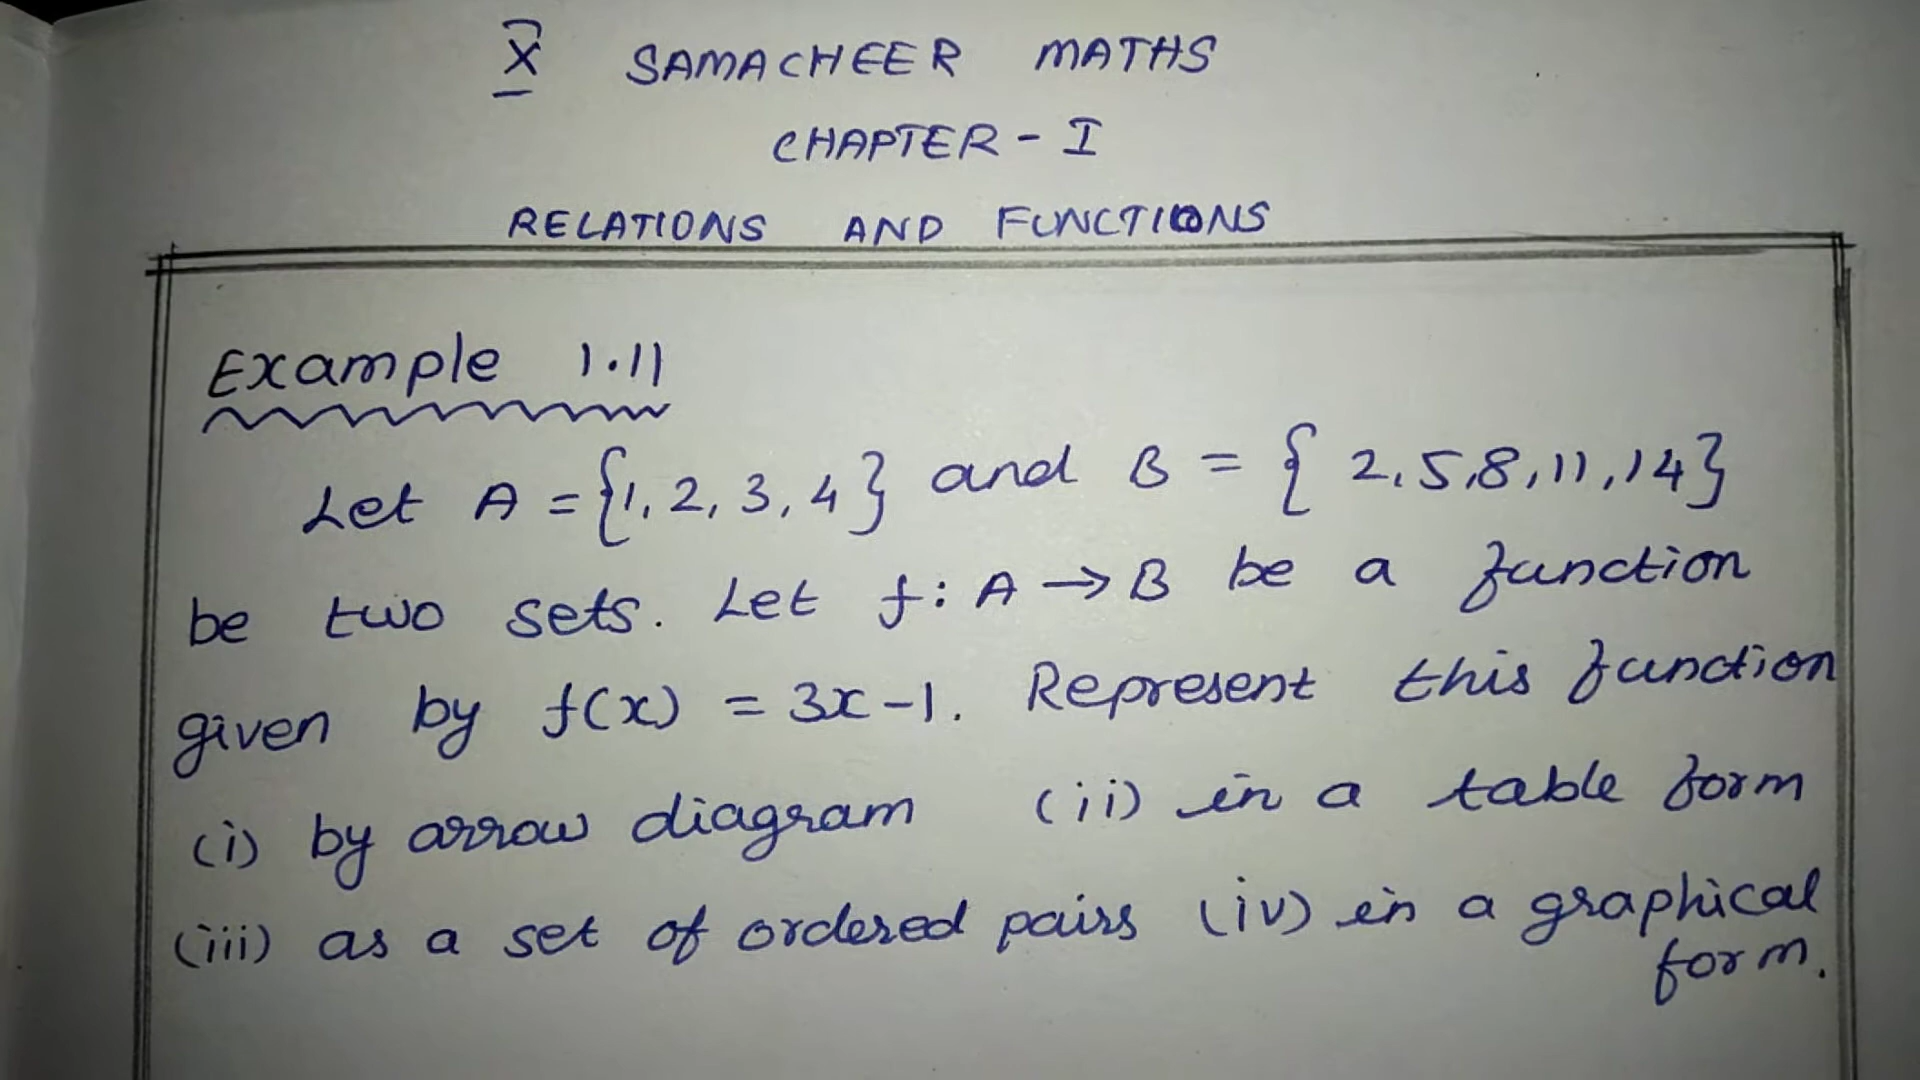 X SAMACHEER MATHS
CHAPTER - I
RELATIONS AND FUNCTIONS
Example 1.11
Let A = {1, 2, 3, 4} and B = { 2, 5, 8, 11, 14}
be two sets. Let f: A → B be a function
given by f(x) = 3x-1. Represent this function
(i) by arrow diagram (ii) in a table form
(iii) as a set of ordered pairs (iv) in a graphical
form.